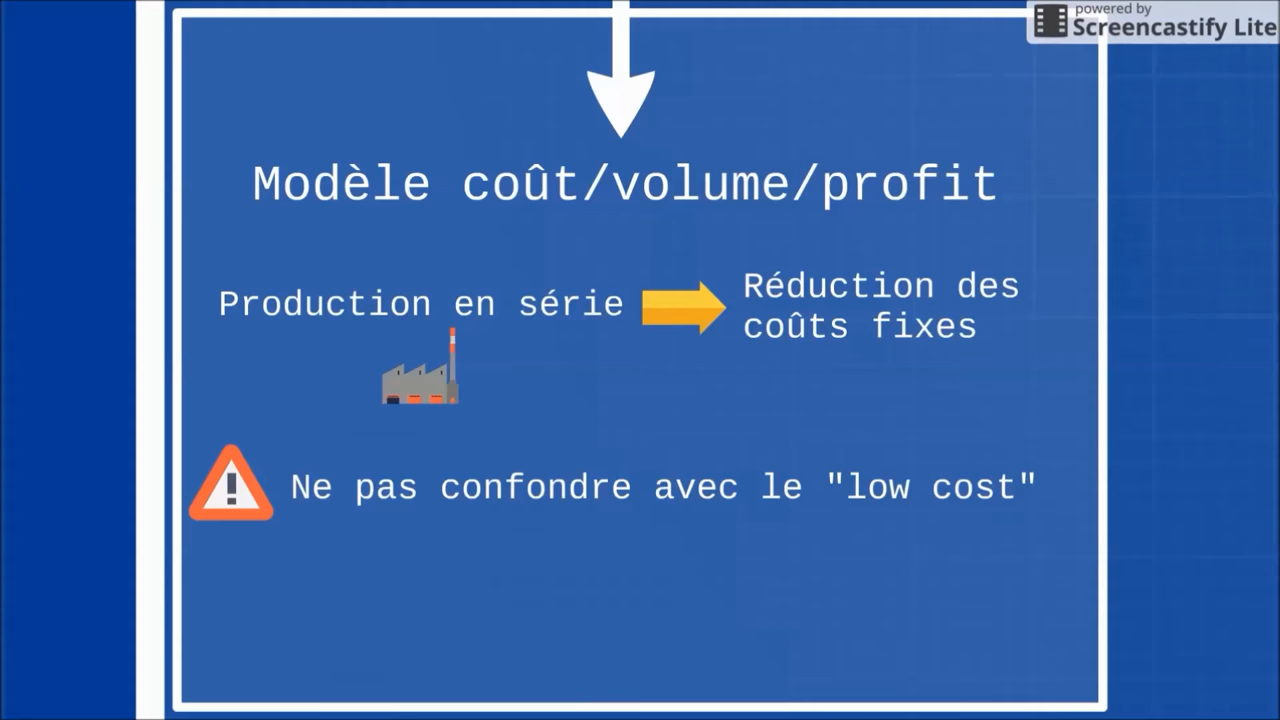 powered by
Screencastify Lite
Modèle coût/volume/profit
Production en série
Réduction des
coûts fixes
Ne pas confondre avec le "low cost"